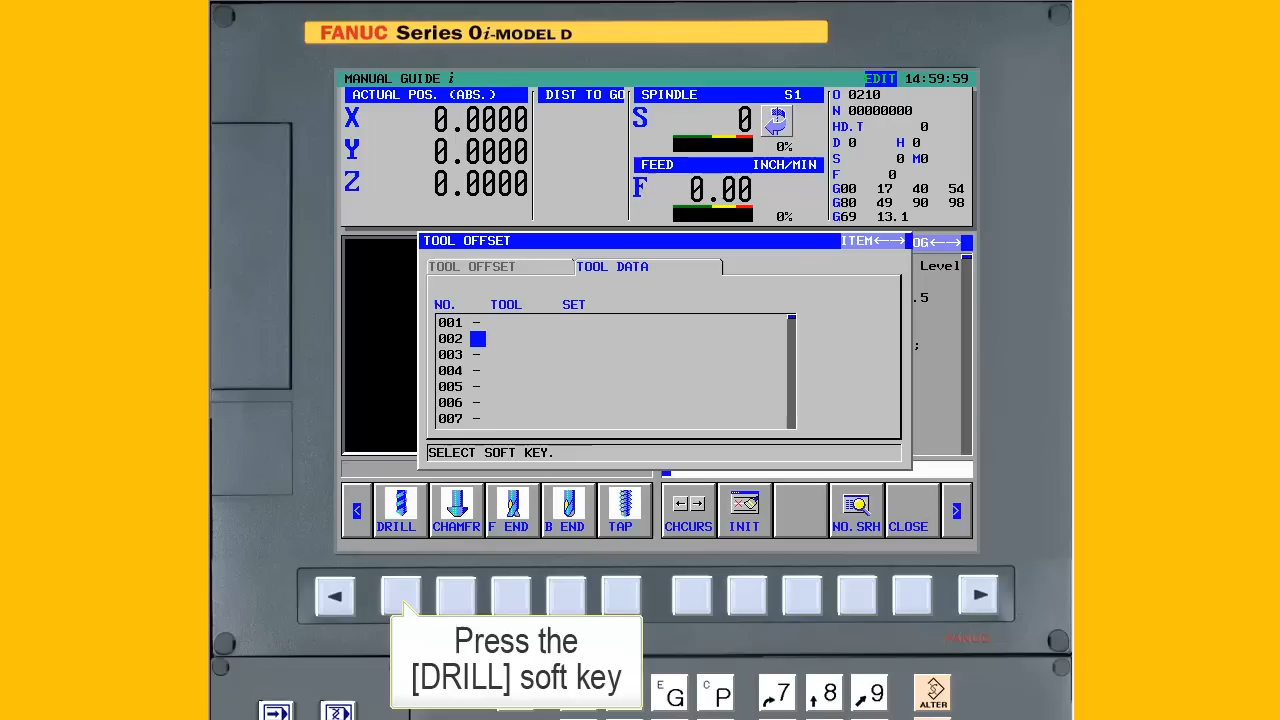 FANUC Series 0i-MODEL D
MANUAL GUIDE i EDIT 14:59:59
ACTUAL POS. (ABS.) DIST TO GO SPINDLE S1
X 0.0000
Y 0.0000
Z 0.0000
S 0
0%
FEED INCH/MIN
F 0.00
0%
O 0210
N 00000000
HD.T 0
D 0 H 0
S 0 M0
F 0
G00 17 40 54
G80 49 90 98
G69 13.1
TOOL OFFSET ITEM←→
OG←→
TOOL OFFSET TOOL DATA
Level
.5
;
NO. TOOL SET
001 -
002
003 -
004 -
005 -
006 -
007 -
SELECT SOFT KEY.
< DRILL CHAMFR F END B END TAP CHCURS INIT NO.SRH CLOSE >
FANUC
Press the
[DRILL] soft key
E G C P 7 8 9 ALTER